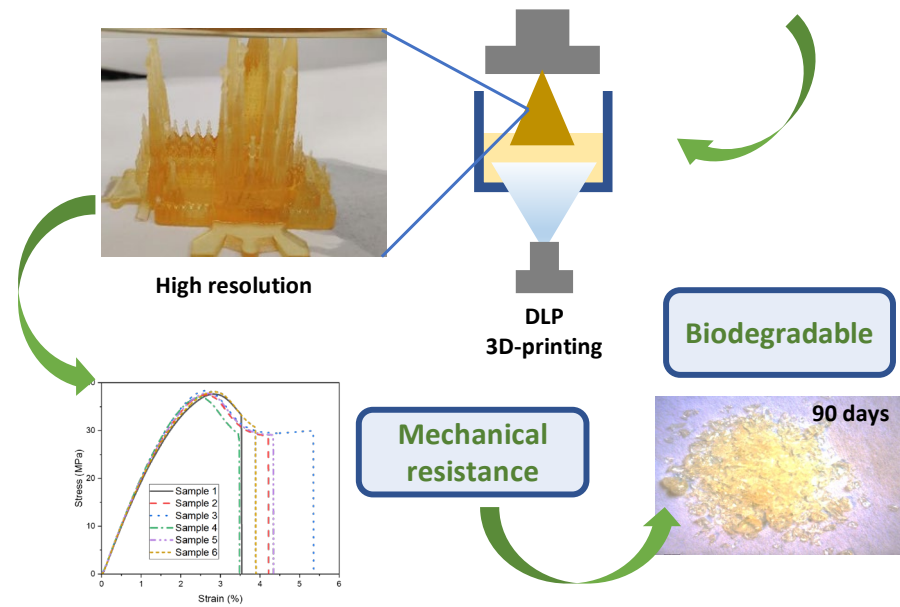 High resolution
DLP
3D-printing
Biodegradable
90 days
Mechanical
resistance
Stress (MPa)
40
30
20
10
0
Sample 1
Sample 2
Sample 3
Sample 4
Sample 5
Sample 6
0 1 2 3 4 5 6
Strain (%)